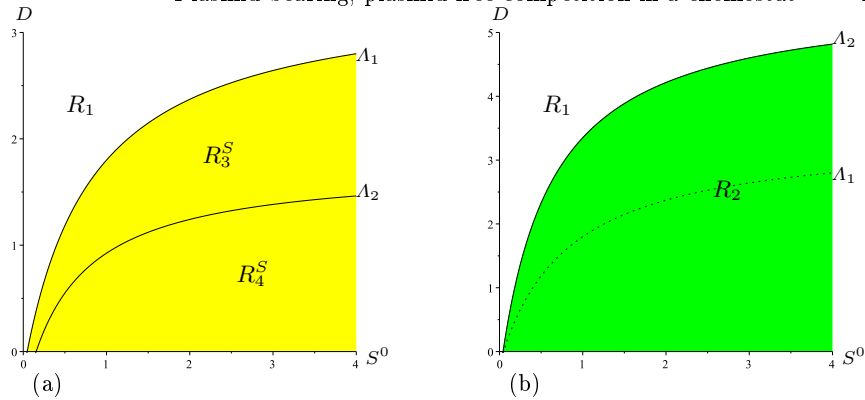 Plasmid-bearing, plasmid-free competition in a chemostat
D
3
2
1
0
0
1
2
3
4
S⁰
R₁
R₃ˢ
R₄ˢ
Λ₁
Λ₂
(a)
D
5
4
3
2
1
0
0
1
2
3
4
S⁰
R₁
R₂
Λ₂
Λ₁
(b)